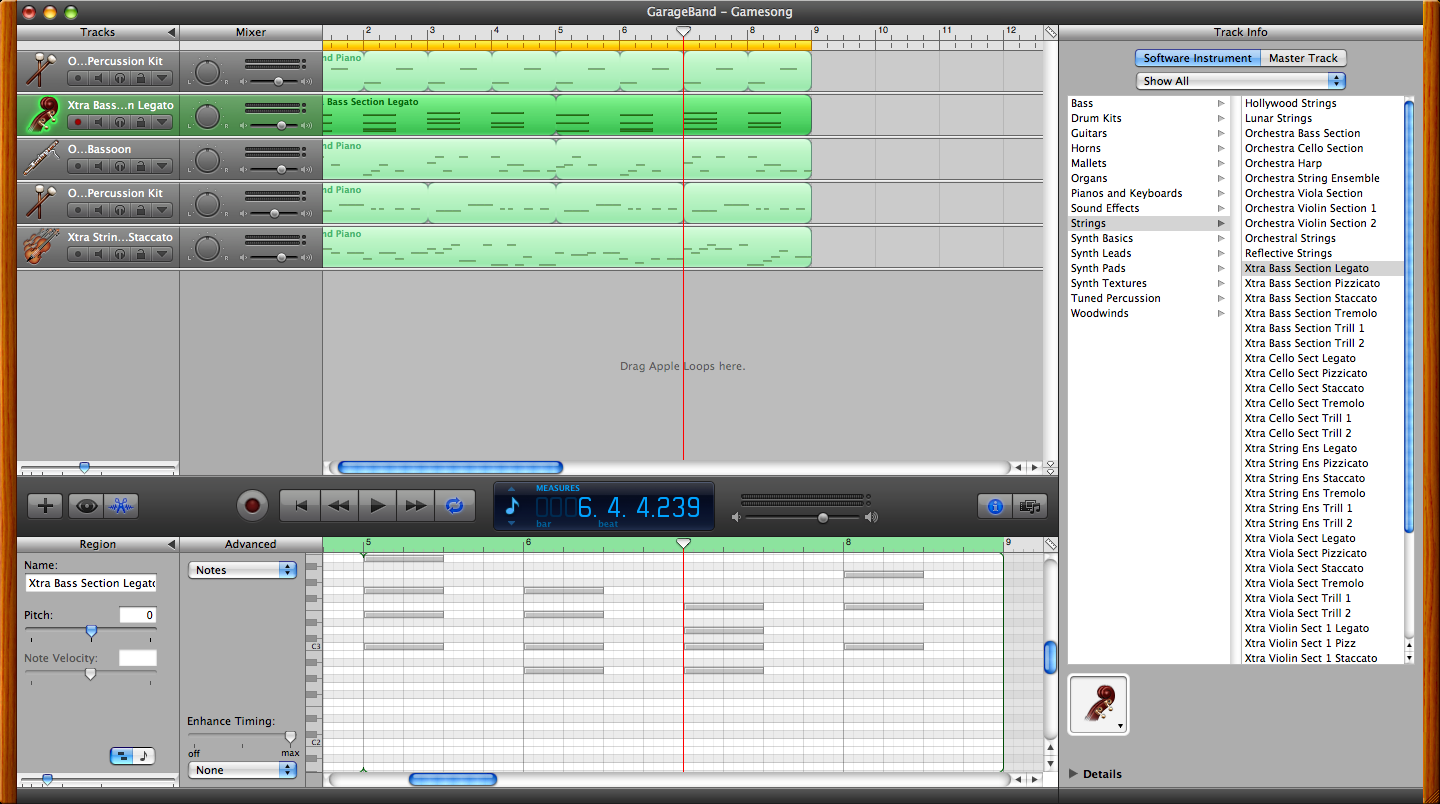 GarageBand – Gamesong
Tracks
Mixer
2 3 4 5 6 7 8 9 10 11 12
O...Percussion Kit
L R
nd Piano
Xtra Bass...n Legato
L R
Bass Section Legato
O...Bassoon
L R
nd Piano
O...Percussion Kit
L R
nd Piano
Xtra Strin...Staccato
L R
nd Piano
Drag Apple Loops here.
MEASURES
6. 4. 4.239
bar beat
Region
Advanced
5 6 8 9
Name:
Xtra Bass Section Legato
Pitch:
0
Note Velocity:
Notes
Enhance Timing:
off max
None
C3
C2
Track Info
Software Instrument
Master Track
Show All
Bass
Drum Kits
Guitars
Horns
Mallets
Organs
Pianos and Keyboards
Sound Effects
Strings
Synth Basics
Synth Leads
Synth Pads
Synth Textures
Tuned Percussion
Woodwinds
Hollywood Strings
Lunar Strings
Orchestra Bass Section
Orchestra Cello Section
Orchestra Harp
Orchestra String Ensemble
Orchestra Viola Section
Orchestra Violin Section 1
Orchestra Violin Section 2
Orchestral Strings
Reflective Strings
Xtra Bass Section Legato
Xtra Bass Section Pizzicato
Xtra Bass Section Staccato
Xtra Bass Section Tremolo
Xtra Bass Section Trill 1
Xtra Bass Section Trill 2
Xtra Cello Sect Legato
Xtra Cello Sect Pizzicato
Xtra Cello Sect Staccato
Xtra Cello Sect Tremolo
Xtra Cello Sect Trill 1
Xtra Cello Sect Trill 2
Xtra String Ens Legato
Xtra String Ens Pizzicato
Xtra String Ens Staccato
Xtra String Ens Tremolo
Xtra String Ens Trill 1
Xtra String Ens Trill 2
Xtra Viola Sect Legato
Xtra Viola Sect Pizzicato
Xtra Viola Sect Staccato
Xtra Viola Sect Tremolo
Xtra Viola Sect Trill 1
Xtra Viola Sect Trill 2
Xtra Violin Sect 1 Legato
Xtra Violin Sect 1 Pizz
Xtra Violin Sect 1 Staccato
Details